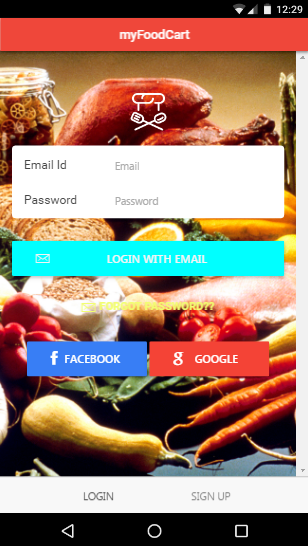 12:29
myFoodCart
Email Id Email
Password Password
LOGIN WITH EMAIL
FORGOT PASSWORD??
f FACEBOOK
g GOOGLE
LOGIN SIGN UP